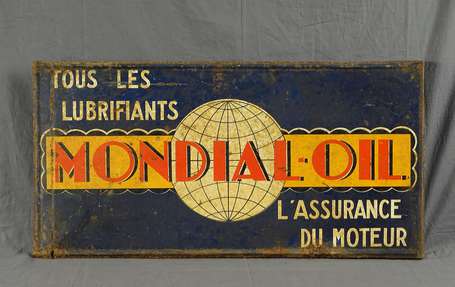 TOUS LES
LUBRIFIANTS
MONDIAL-OIL
L'ASSURANCE
DU MOTEUR